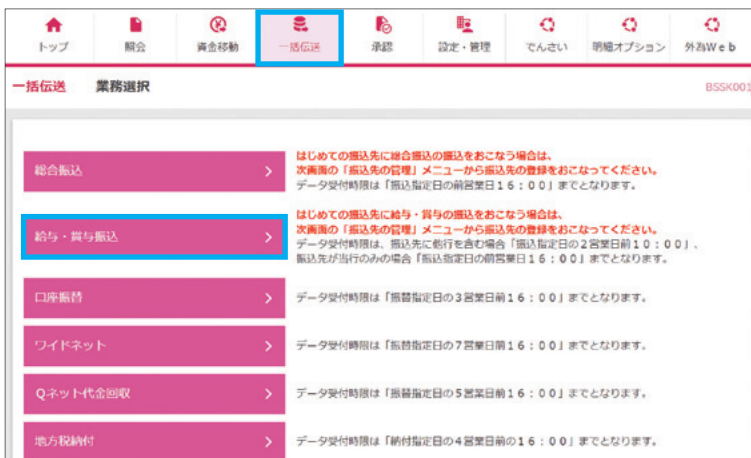 トップ 照会 資金移動 一括伝送 承認 設定・管理 でんさい 明細オプション 外為Ｗｅｂ
一括伝送 業務選択 BSSK001
はじめての振込先に総合振込の振込をおこなう場合は、
総合振込 次画面の「振込先の管理」メニューから振込先の登録をおこなってください。
データ受付時限は「振込指定日の前営業日１６：００」までとなります。
はじめての振込先に給与・賞与の振込をおこなう場合は、
給与・賞与振込 次画面の「振込先の管理」メニューから振込先の登録をおこなってください。
データ受付時限は、振込先に他行を含む場合「振込指定日の２営業日前１０：００」、
振込先が当行のみの場合「振込指定日の前営業日１６：００」までとなります。
口座振替 データ受付時限は「振替指定日の３営業日前１６：００」までとなります。
ワイドネット データ受付時限は「振替指定日の７営業日前１６：００」までとなります。
Ｑネット代金回収 データ受付時限は「振替指定日の５営業日前１６：００」までとなります。
地方税納付 データ受付時限は「納付指定日の４営業日前の１６：００」までとなります。